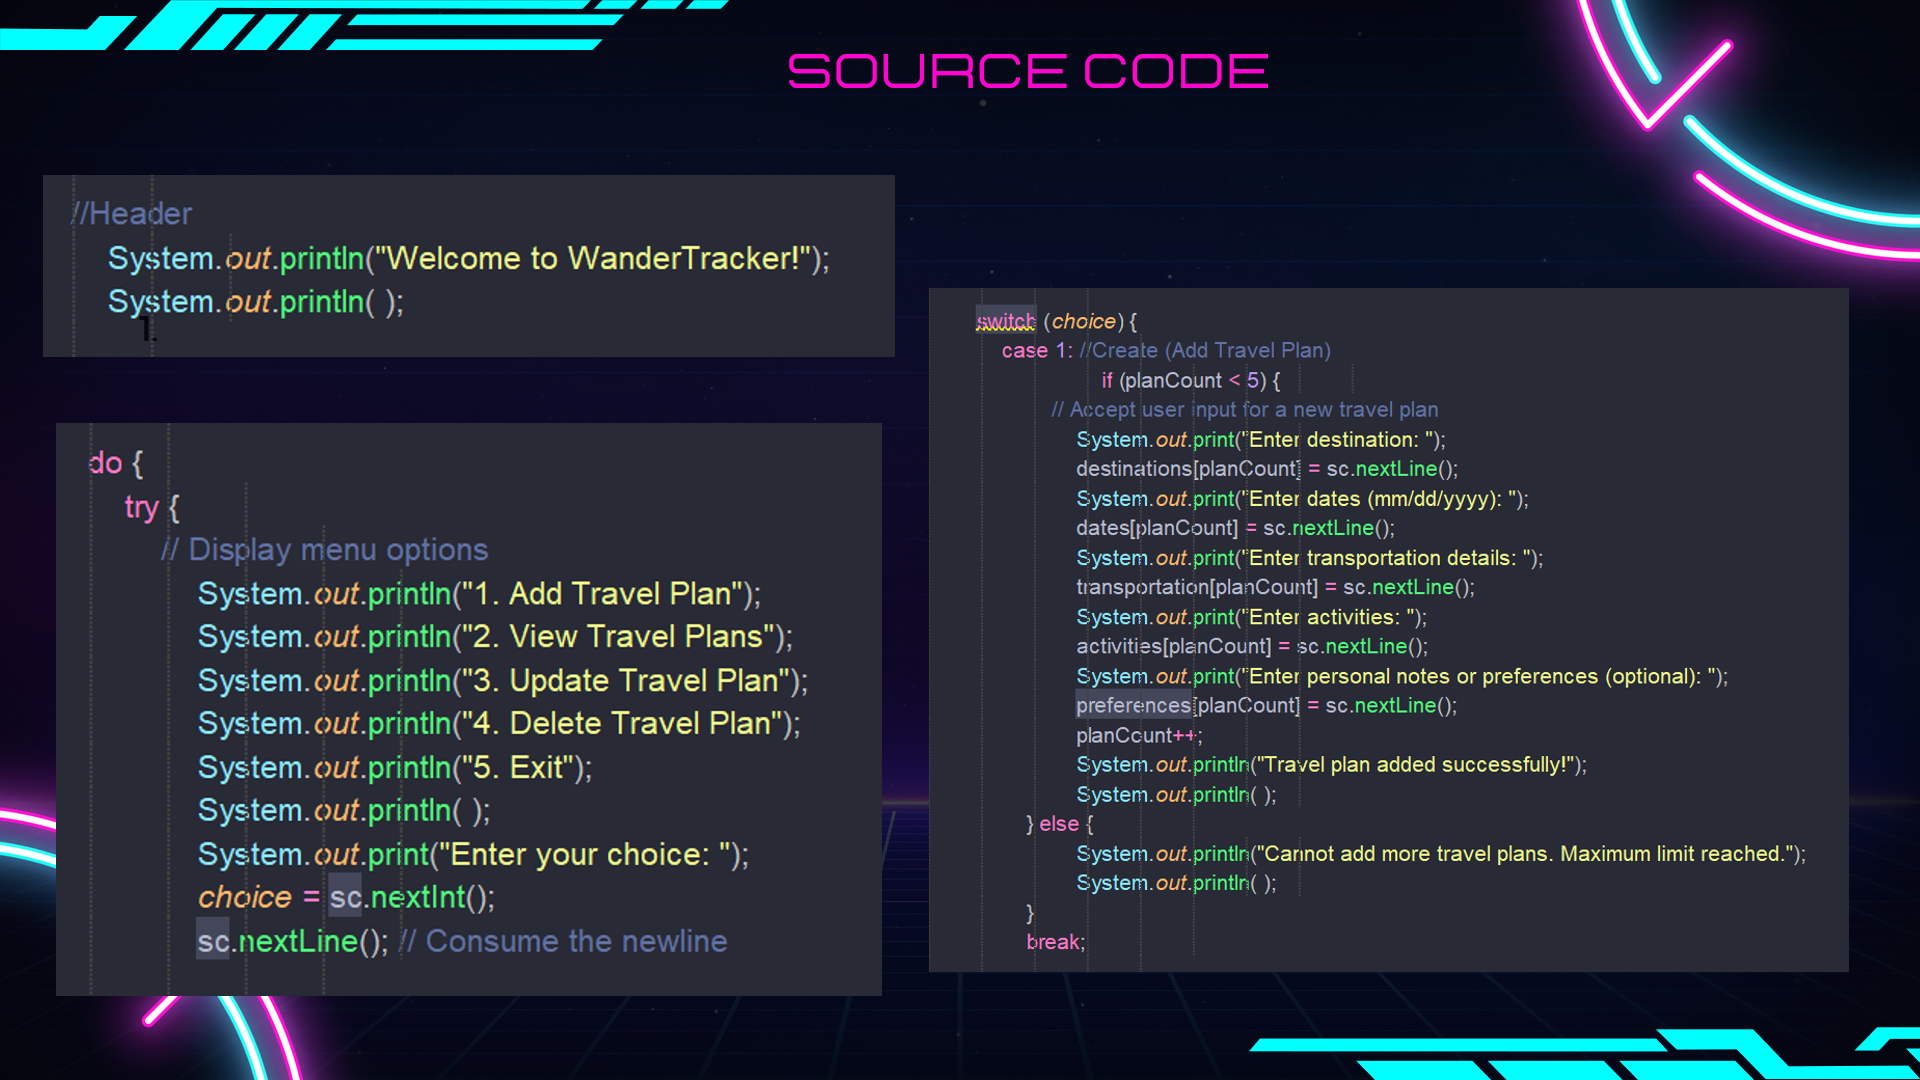 SOURCE CODE
//Header
System.out.println("Welcome to WanderTracker!");
System.out.println( );
1.
do {
try {
// Display menu options
System.out.println("1. Add Travel Plan");
System.out.println("2. View Travel Plans");
System.out.println("3. Update Travel Plan");
System.out.println("4. Delete Travel Plan");
System.out.println("5. Exit");
System.out.println( );
System.out.print("Enter your choice: ");
choice = sc.nextInt();
sc.nextLine(); // Consume the newline
switch (choice) {
case 1: //Create (Add Travel Plan)
if (planCount < 5) {
// Accept user input for a new travel plan
System.out.print("Enter destination: ");
destinations[planCount] = sc.nextLine();
System.out.print("Enter dates (mm/dd/yyyy): ");
dates[planCount] = sc.nextLine();
System.out.print("Enter transportation details: ");
transportation[planCount] = sc.nextLine();
System.out.print("Enter activities: ");
activities[planCount] = sc.nextLine();
System.out.print("Enter personal notes or preferences (optional): ");
preferences[planCount] = sc.nextLine();
planCount++;
System.out.println("Travel plan added successfully!");
System.out.println( );
} else {
System.out.println("Cannot add more travel plans. Maximum limit reached.");
System.out.println( );
}
break;